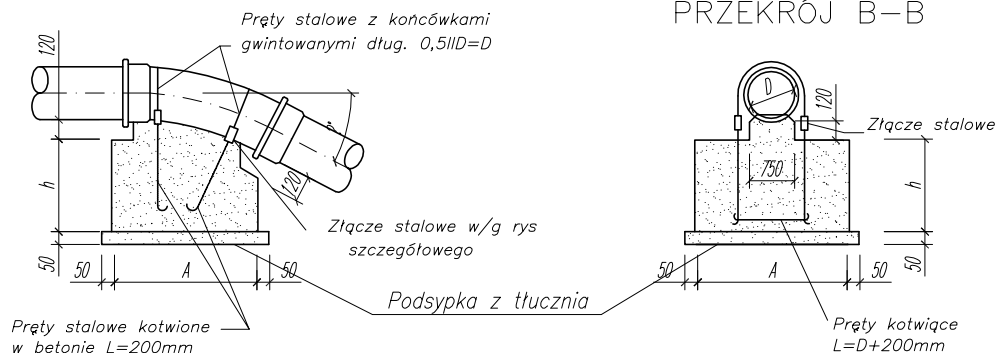 PRZEKRÓJ B-B
Pręty stalowe z końcówkami
gwintowanymi dług. 0,5IID=D
120
120
h
50
50
A
50
Złącze stalowe w/g rys
szczegółowego
Pręty stalowe kotwione
w betonie L=200mm
Podsypka z tłucznia
D
120
Złącze stalowe
750
h
50
50
A
50
Pręty kotwiące
L=D+200mm